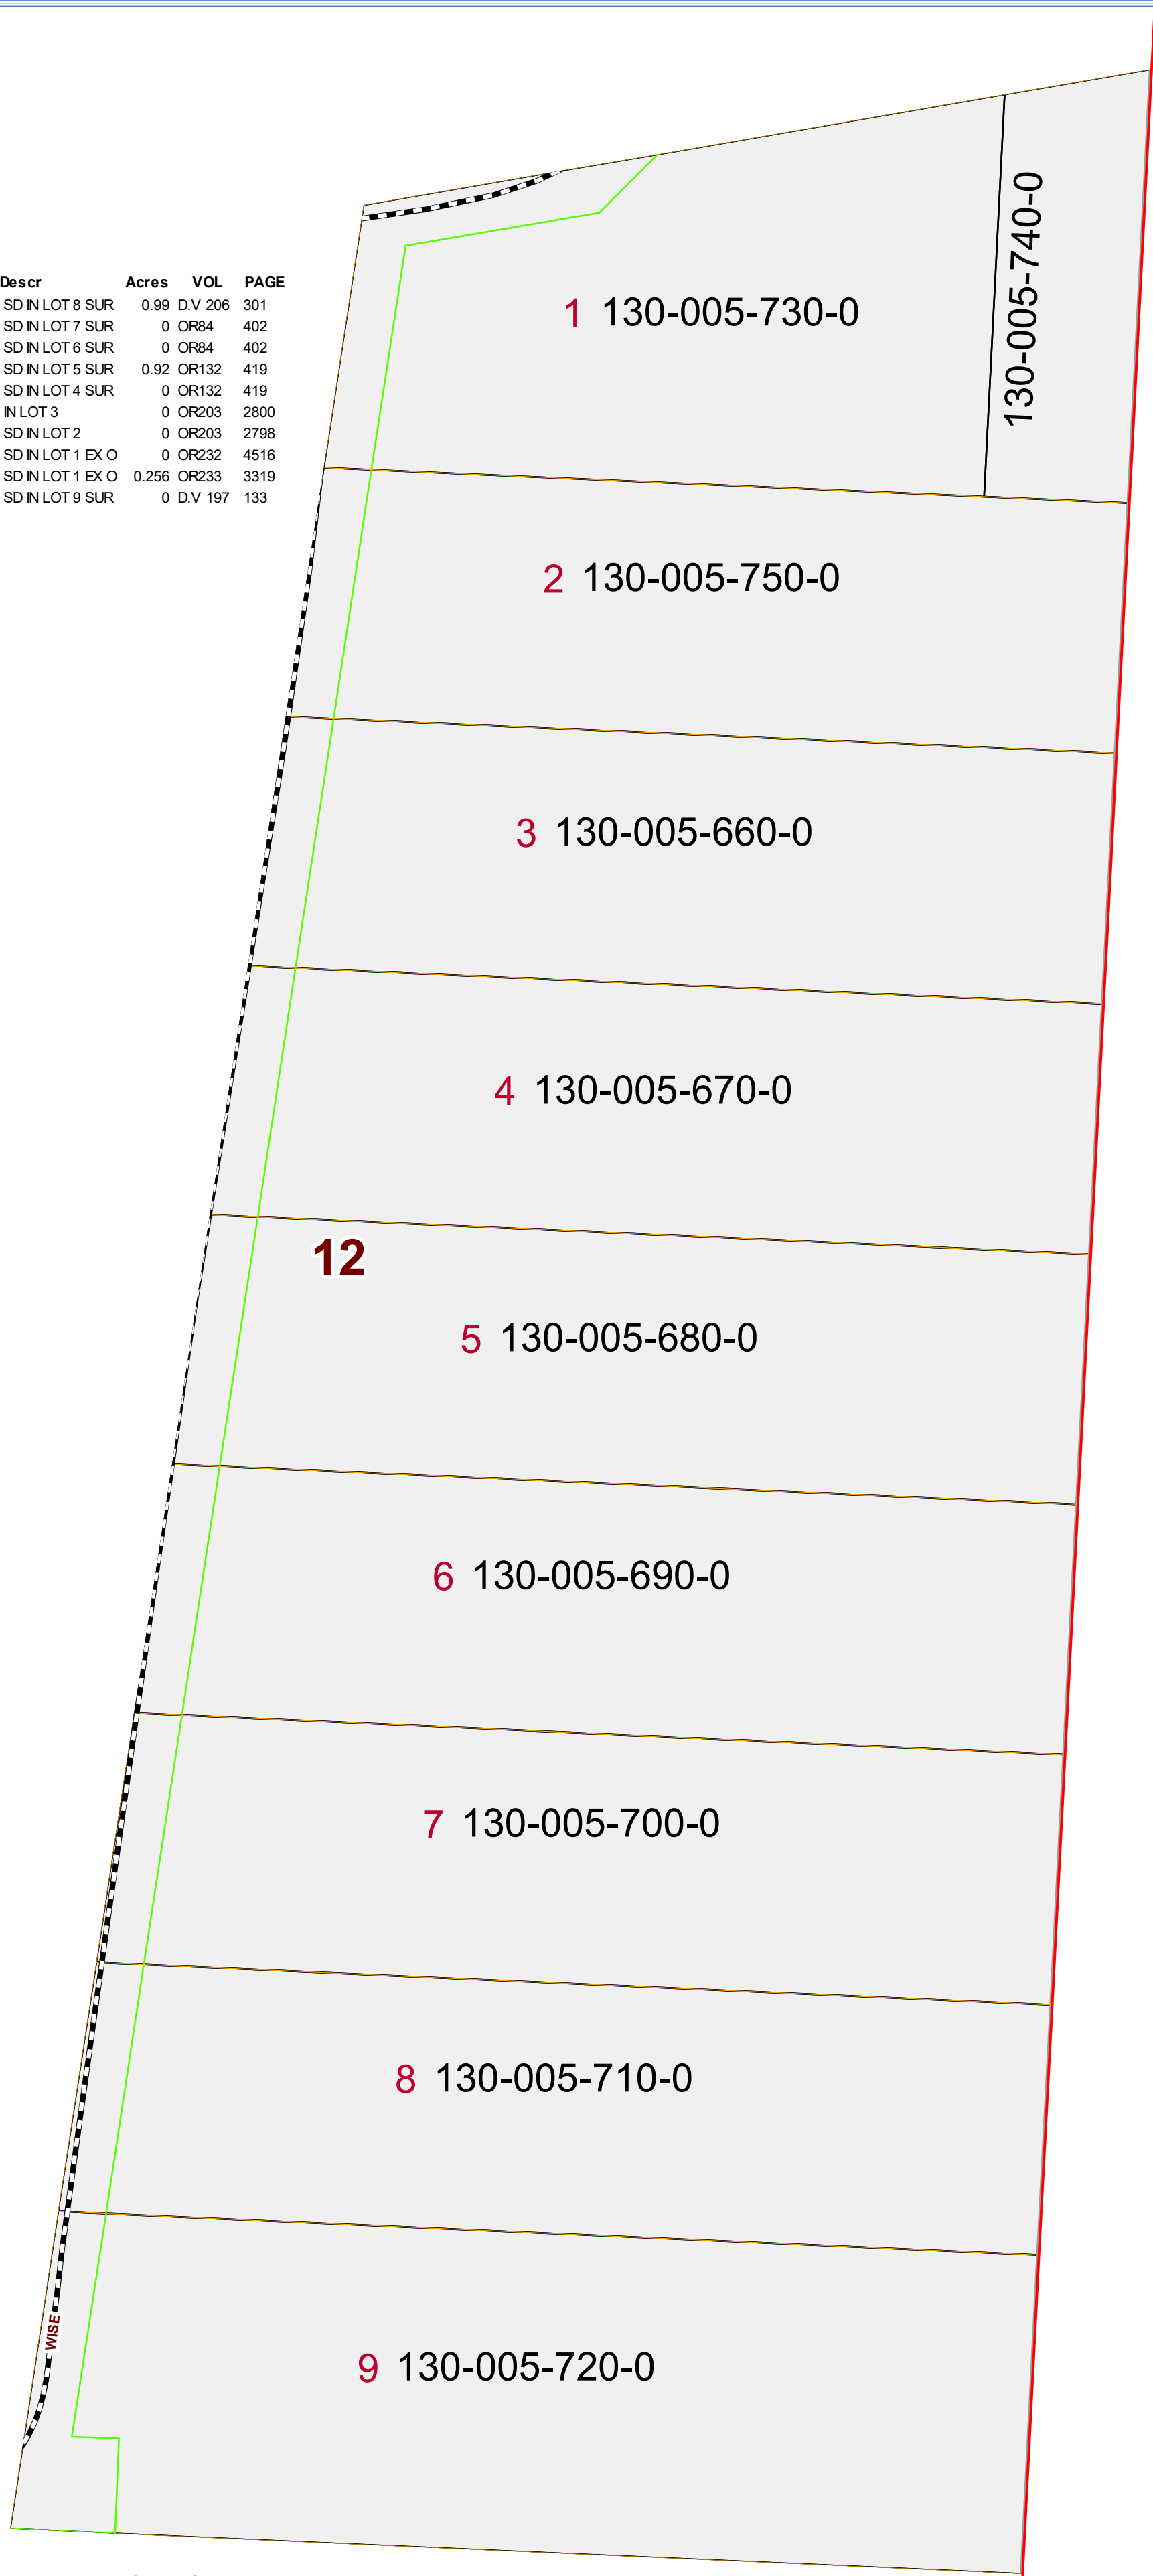 Descr Acres VOL PAGE
SD IN LOT 8 SUR 0.99 D.V 206 301
SD IN LOT 7 SUR 0 OR84 402
SD IN LOT 6 SUR 0 OR84 402
SD IN LOT 5 SUR 0.92 OR132 419
SD IN LOT 4 SUR 0 OR132 419
IN LOT 3 0 OR203 2800
SD IN LOT 2 0 OR203 2798
SD IN LOT 1 EX O 0 OR232 4516
SD IN LOT 1 EX O 0.256 OR233 3319
SD IN LOT 9 SUR 0 D.V 197 133
1 130-005-730-0
130-005-740-0
2 130-005-750-0
3 130-005-660-0
4 130-005-670-0
12
5 130-005-680-0
6 130-005-690-0
7 130-005-700-0
8 130-005-710-0
WISE
9 130-005-720-0